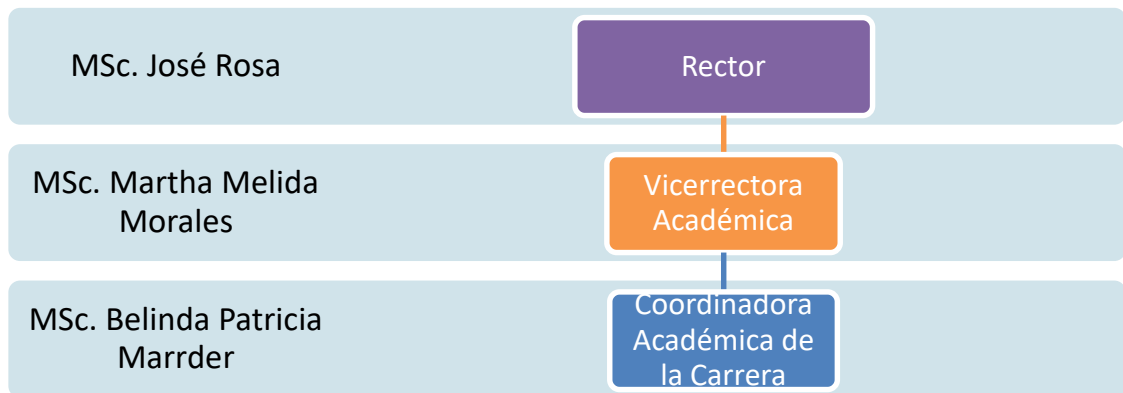 MSc. José Rosa
Rector
MSc. Martha Melida
Morales
Vicerrectora
Académica
MSc. Belinda Patricia
Marrder
Coordinadora
Académica de
la Carrera